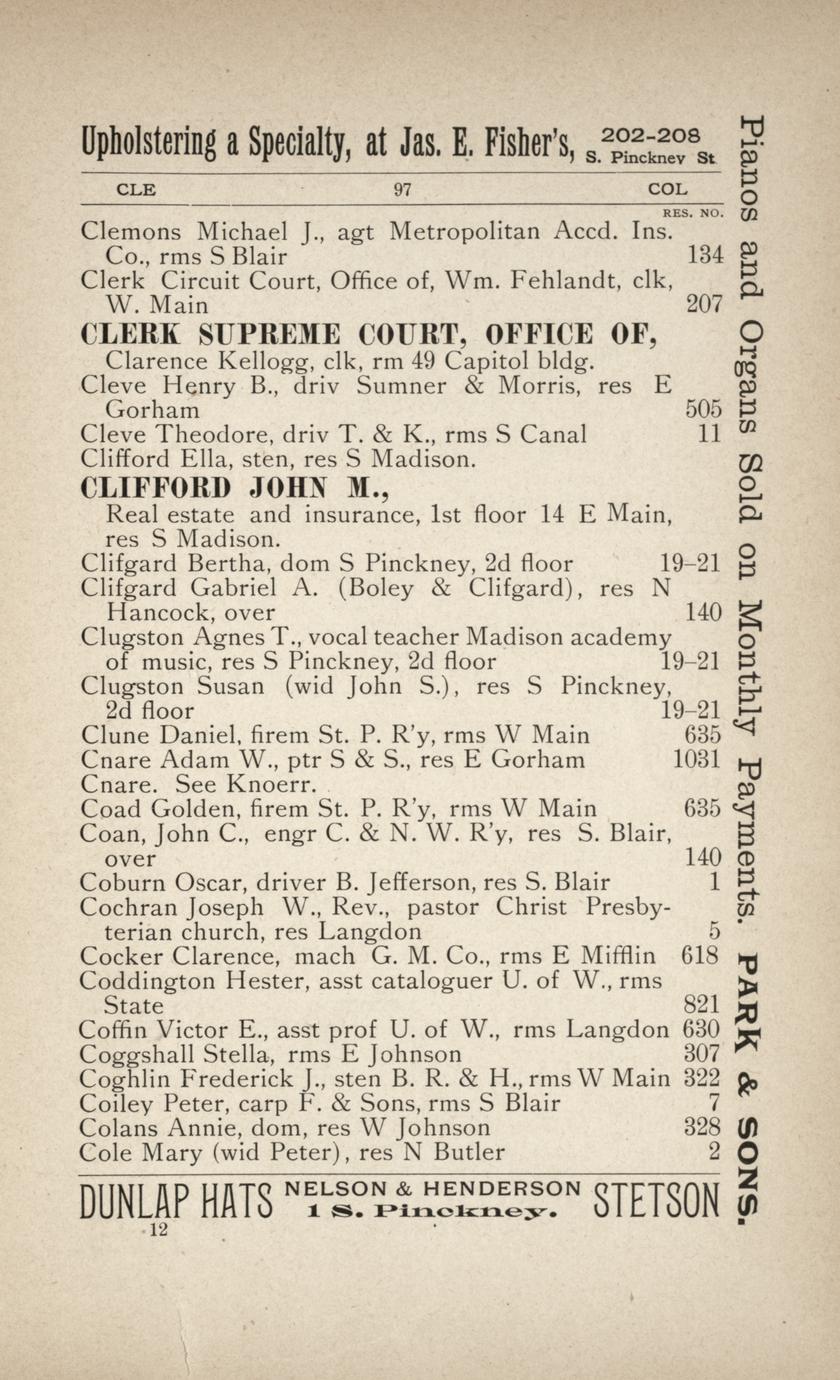 Upholstering a Specialty, at Jas. E. Fisher's, 202-208 S. Pinckney St
CLE 97 COL
RES. NO.
Clemons Michael J., agt Metropolitan Accd. Ins.
Co., rms S Blair 134
Clerk Circuit Court, Office of, Wm. Fehlandt, clk,
W. Main 207
CLERK SUPREME COURT, OFFICE OF,
Clarence Kellogg, clk, rm 49 Capitol bldg.
Cleve Henry B., driv Sumner & Morris, res E
Gorham 505
Cleve Theodore, driv T. & K., rms S Canal 11
Clifford Ella, sten, res S Madison.
CLIFFORD JOHN M.,
Real estate and insurance, 1st floor 14 E Main,
res S Madison.
Clifgard Bertha, dom S Pinckney, 2d floor 19–21
Clifgard Gabriel A. (Boley & Clifgard), res N
Hancock, over 140
Clugston Agnes T., vocal teacher Madison academy
of music, res S Pinckney, 2d floor 19–21
Clugston Susan (wid John S.), res S Pinckney,
2d floor 19–21
Clune Daniel, firem St. P. R'y, rms W Main 635
Cnare Adam W., ptr S & S., res E Gorham 1031
Cnare. See Knoerr.
Coad Golden, firem St. P. R'y, rms W Main 635
Coan, John C., engr C. & N. W. R'y, res S. Blair,
over 140
Coburn Oscar, driver B. Jefferson, res S. Blair 1
Cochran Joseph W., Rev., pastor Christ Presby-
terian church, res Langdon 5
Cocker Clarence, mach G. M. Co., rms E Mifflin 618
Coddington Hester, asst cataloguer U. of W., rms
State 821
Coffin Victor E., asst prof U. of W., rms Langdon 630
Coggshall Stella, rms E Johnson 307
Coghlin Frederick J., sten B. R. & H., rms W Main 322
Coiley Peter, carp F. & Sons, rms S Blair 7
Colans Annie, dom, res W Johnson 328
Cole Mary (wid Peter), res N Butler 2
DUNLAP HATS NELSON & HENDERSON 1 S. Pinckney. STETSON
12
Pianos and Organs Sold on Monthly Payments. PARK & SONS.